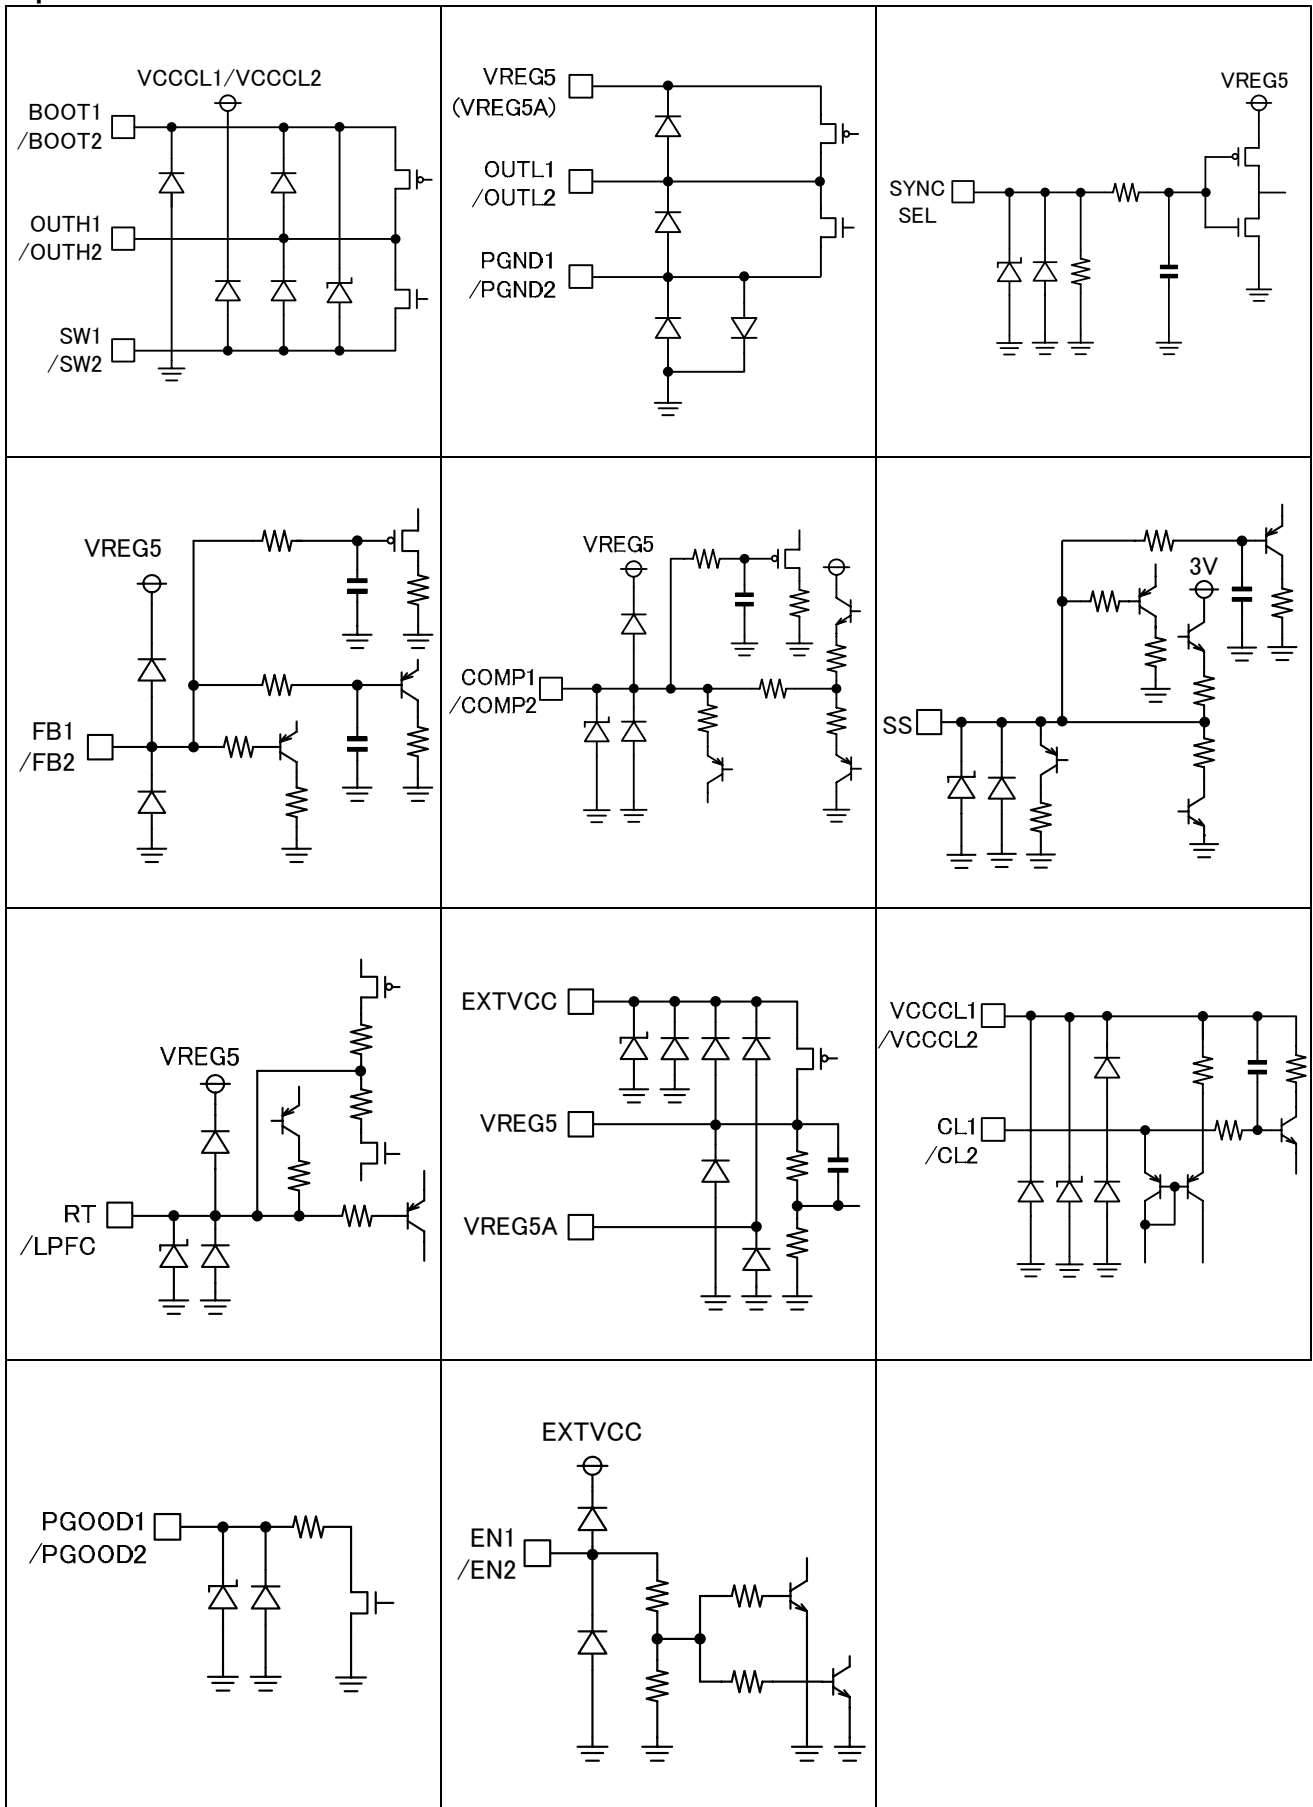 VCCCL1/VCCCL2
BOOT1
/BOOT2
OUTH1
/OUTH2
SW1
/SW2
VREG5
(VREG5A)
OUTL1
/OUTL2
PGND1
/PGND2
VREG5
SYNC
SEL
VREG5
FB1
/FB2
VREG5
COMP1
/COMP2
3V
SS
VREG5
RT
/LPFC
EXTVCC
VREG5
VREG5A
VCCCL1
/VCCCL2
CL1
/CL2
PGOOD1
/PGOOD2
EXTVCC
EN1
/EN2